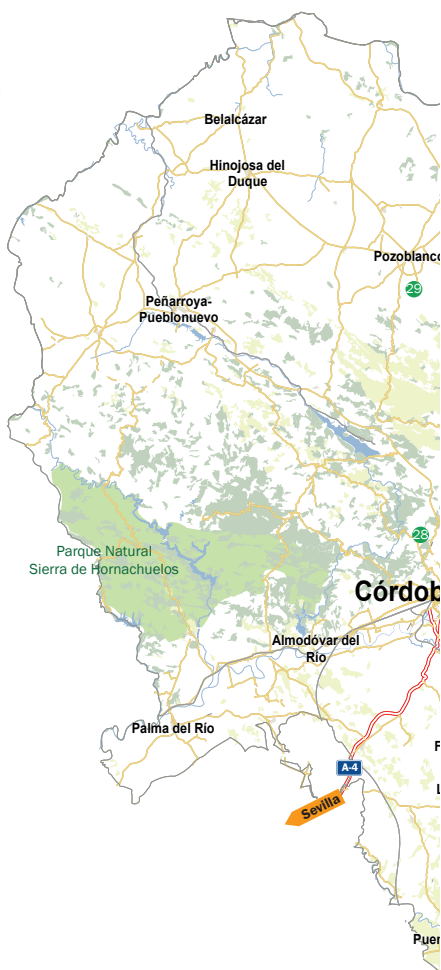 Belalcázar
Hinojosa del
Duque
Pozoblanco
29
Peñarroya-
Pueblonuevo
28
Parque Natural
Sierra de Hornachuelos
Córdob
Almodóvar del
Río
Palma del Río
F
A-4
L
Sevilla
Puer